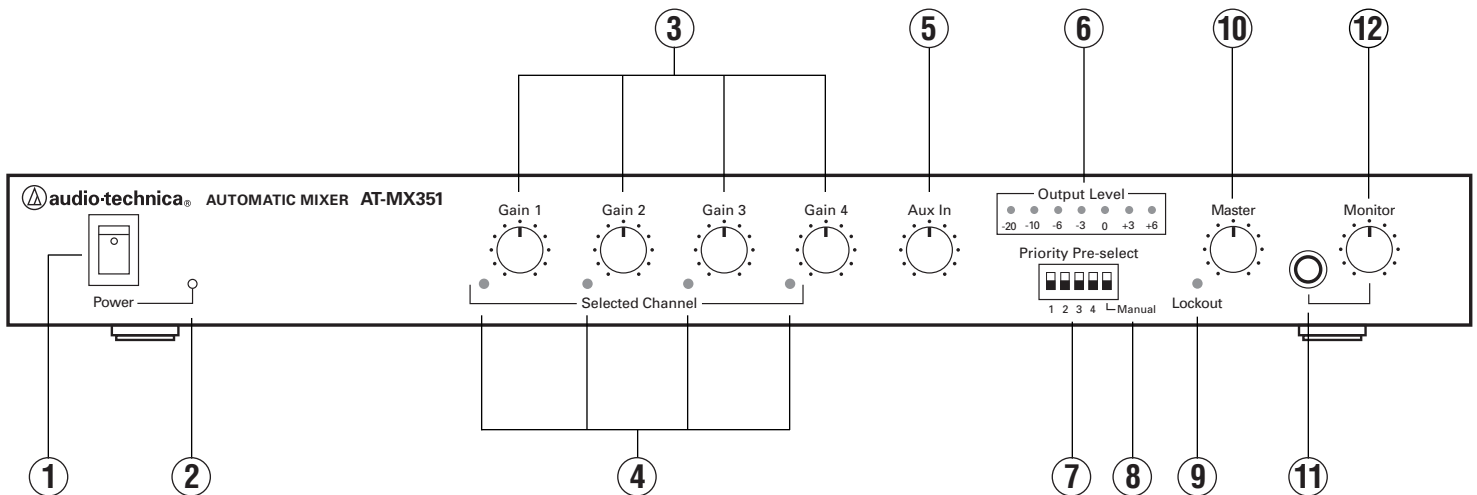 3 5 6 10 12
audio-technica® AUTOMATIC MIXER AT-MX351
Gain 1 Gain 2 Gain 3 Gain 4 Aux In Output Level Master Monitor
-20 -10 -6 -3 0 +3 +6
Priority Pre-select
Power Selected Channel Lockout
1 2 3 4 Manual
1 2 4 7 8 9 11